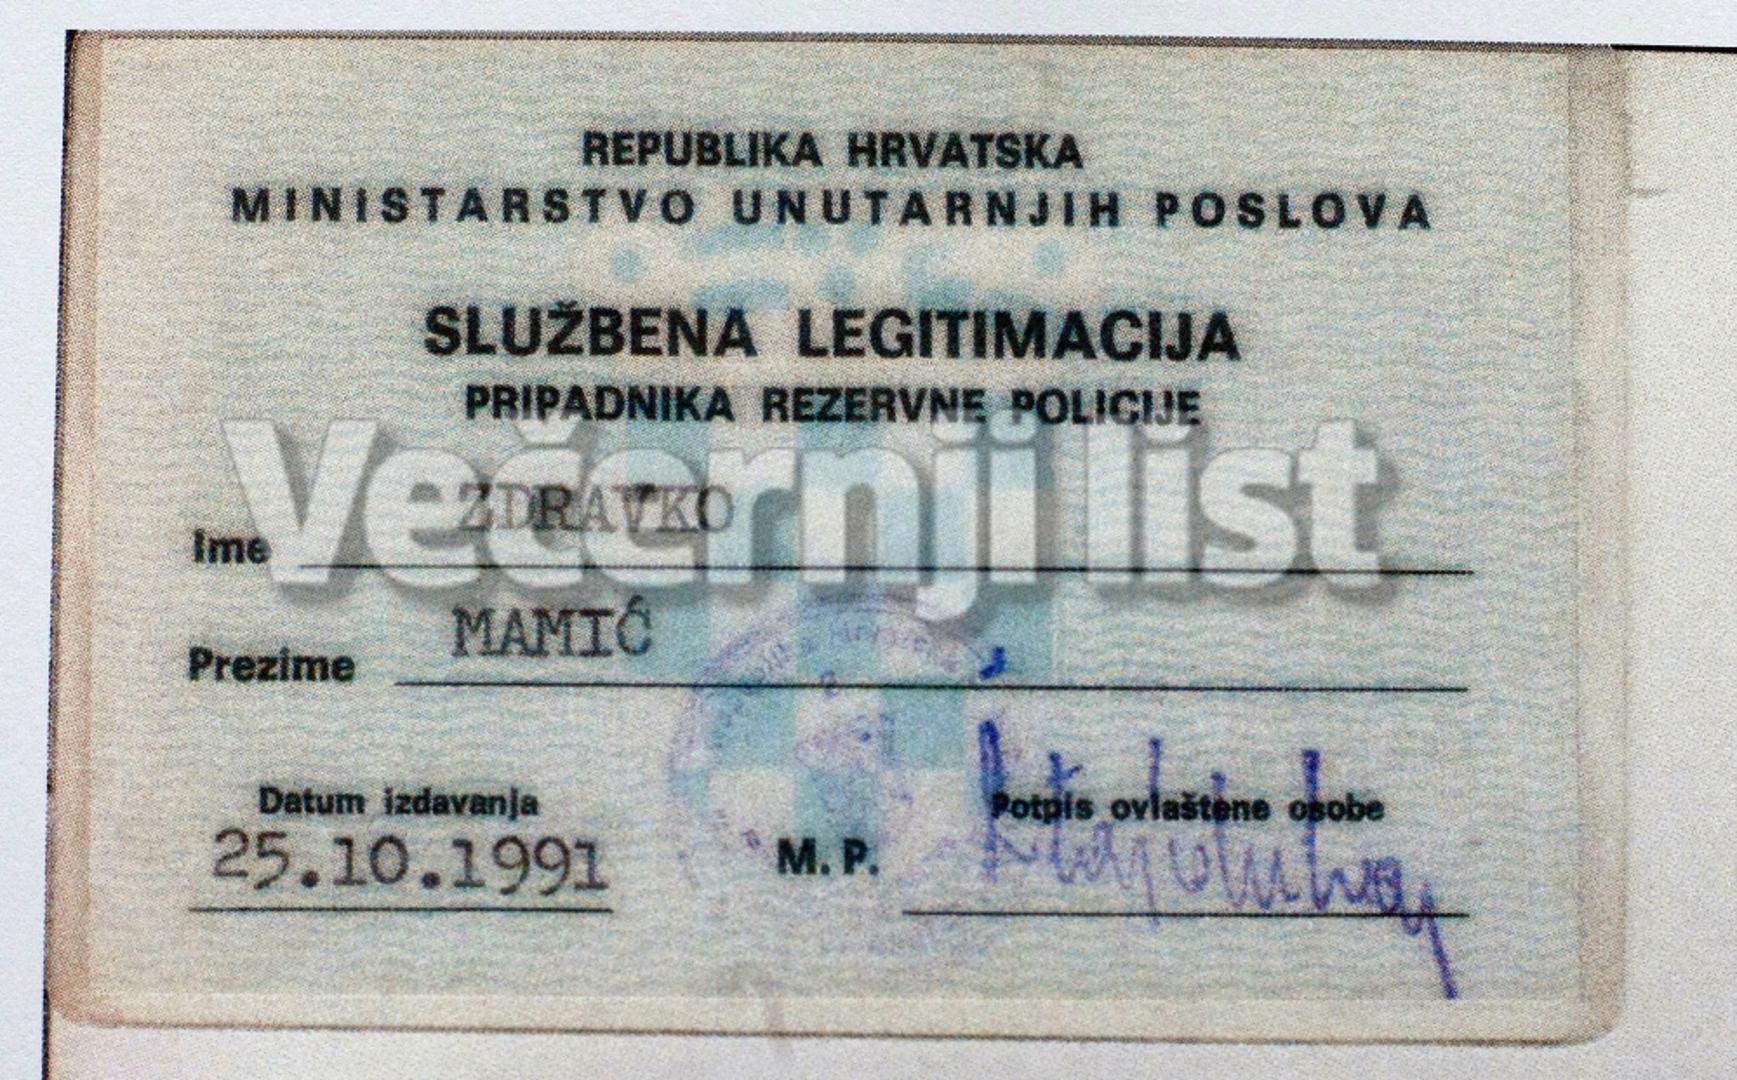 REPUBLIKA HRVATSKA
MINISTARSTVO UNUTARNJIH POSLOVA
SLUŽBENA LEGITIMACIJA
PRIPADNIKA REZERVNE POLICIJE
Večernji list
Ime ZDRAVKO
Prezime MAMIĆ
Datum izdavanja
25.10.1991
M. P.
Potpis ovlaštene osobe